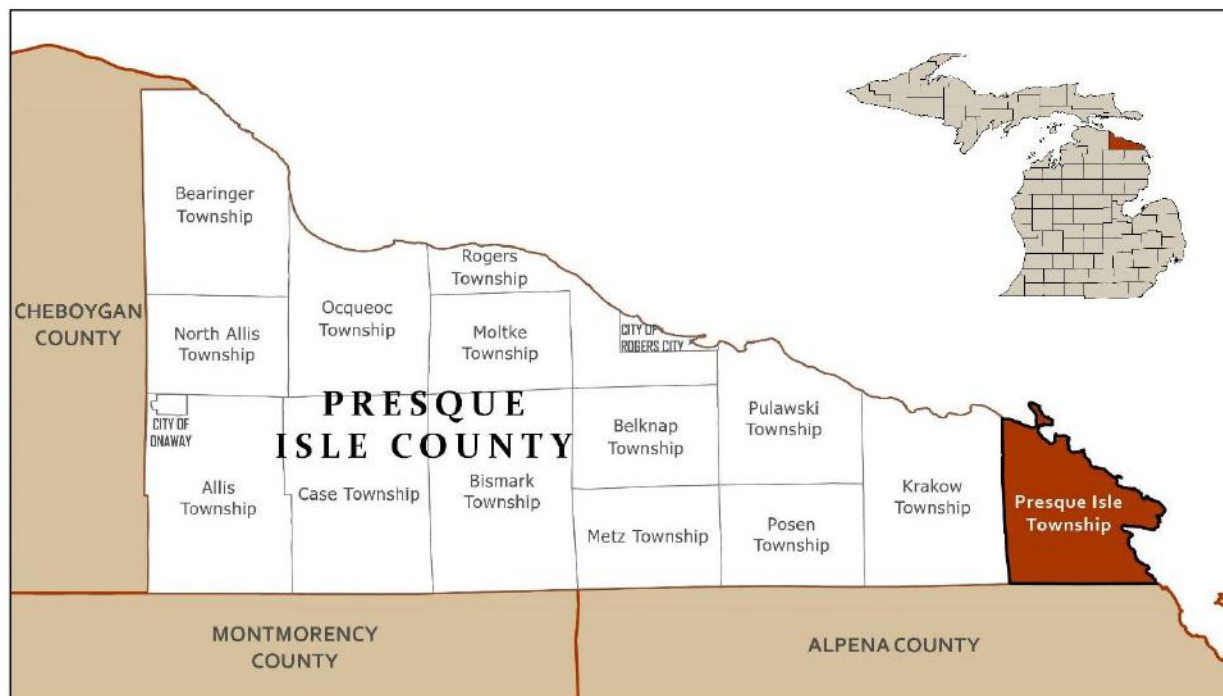 Bearinger
Township
Rogers
Township
CHEBOYGAN
COUNTY
North Allis
Township
Ocqueoc
Township
Moltke
Township
CITY OF
ROGERS CITY
CITY OF
ONAWAY
PRESQUE
ISLE COUNTY
Belknap
Township
Pulawski
Township
Allis
Township
Case Township
Bismark
Township
Metz Township
Posen
Township
Krakow
Township
Presque Isle
Township
MONTMORENCY
COUNTY
ALPENA COUNTY